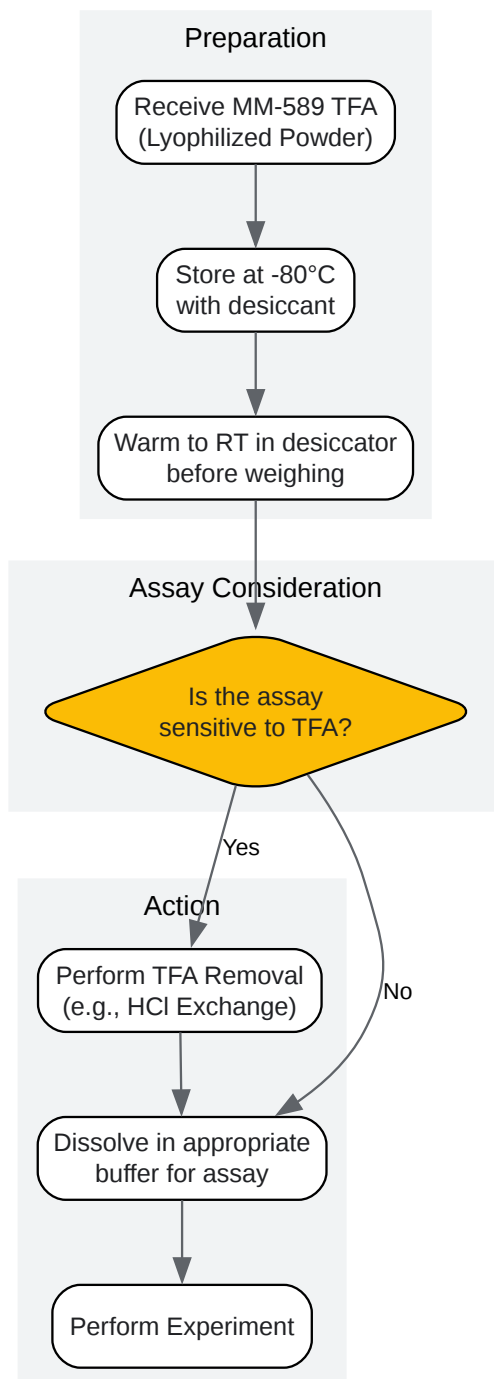 Preparation
Receive MM-589 TFA
(Lyophilized Powder)
Store at -80°C
with desiccant
Warm to RT in desiccator
before weighing
Assay Consideration
Is the assay
sensitive to TFA?
Yes
Action
Perform TFA Removal
(e.g., HCl Exchange)
No
Dissolve in appropriate
buffer for assay
Perform Experiment